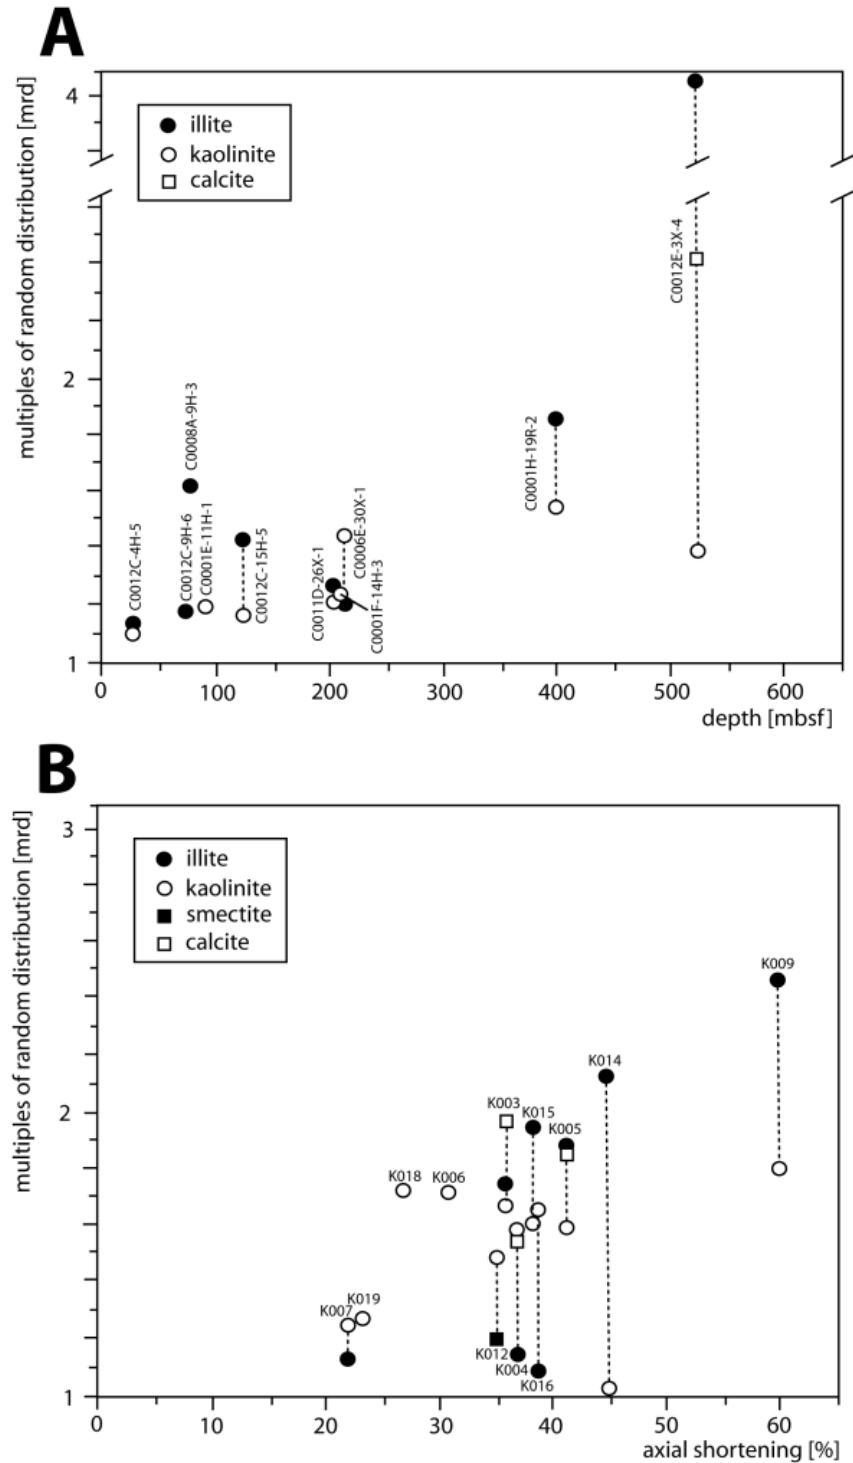 A
multiples of random distribution [mrd]
4
2
1
illite
kaolinite
calcite
C0012C-4H-5
C0008A-9H-3
C0012C-9H-6
C0001E-11H-1
C0012C-15H-5
C0011D-26X-1
C0006E-30X-1
C0001F-14H-3
C0001H-19R-2
C0012E-3X-4
0 100 200 300 400 500 600
depth [mbsf]
B
multiples of random distribution [mrd]
3
2
1
illite
kaolinite
smectite
calcite
K009
K014
K003
K015
K005
K018
K006
K019
K007
K012
K004
K016
0 10 20 30 40 50 60
axial shortening [%]